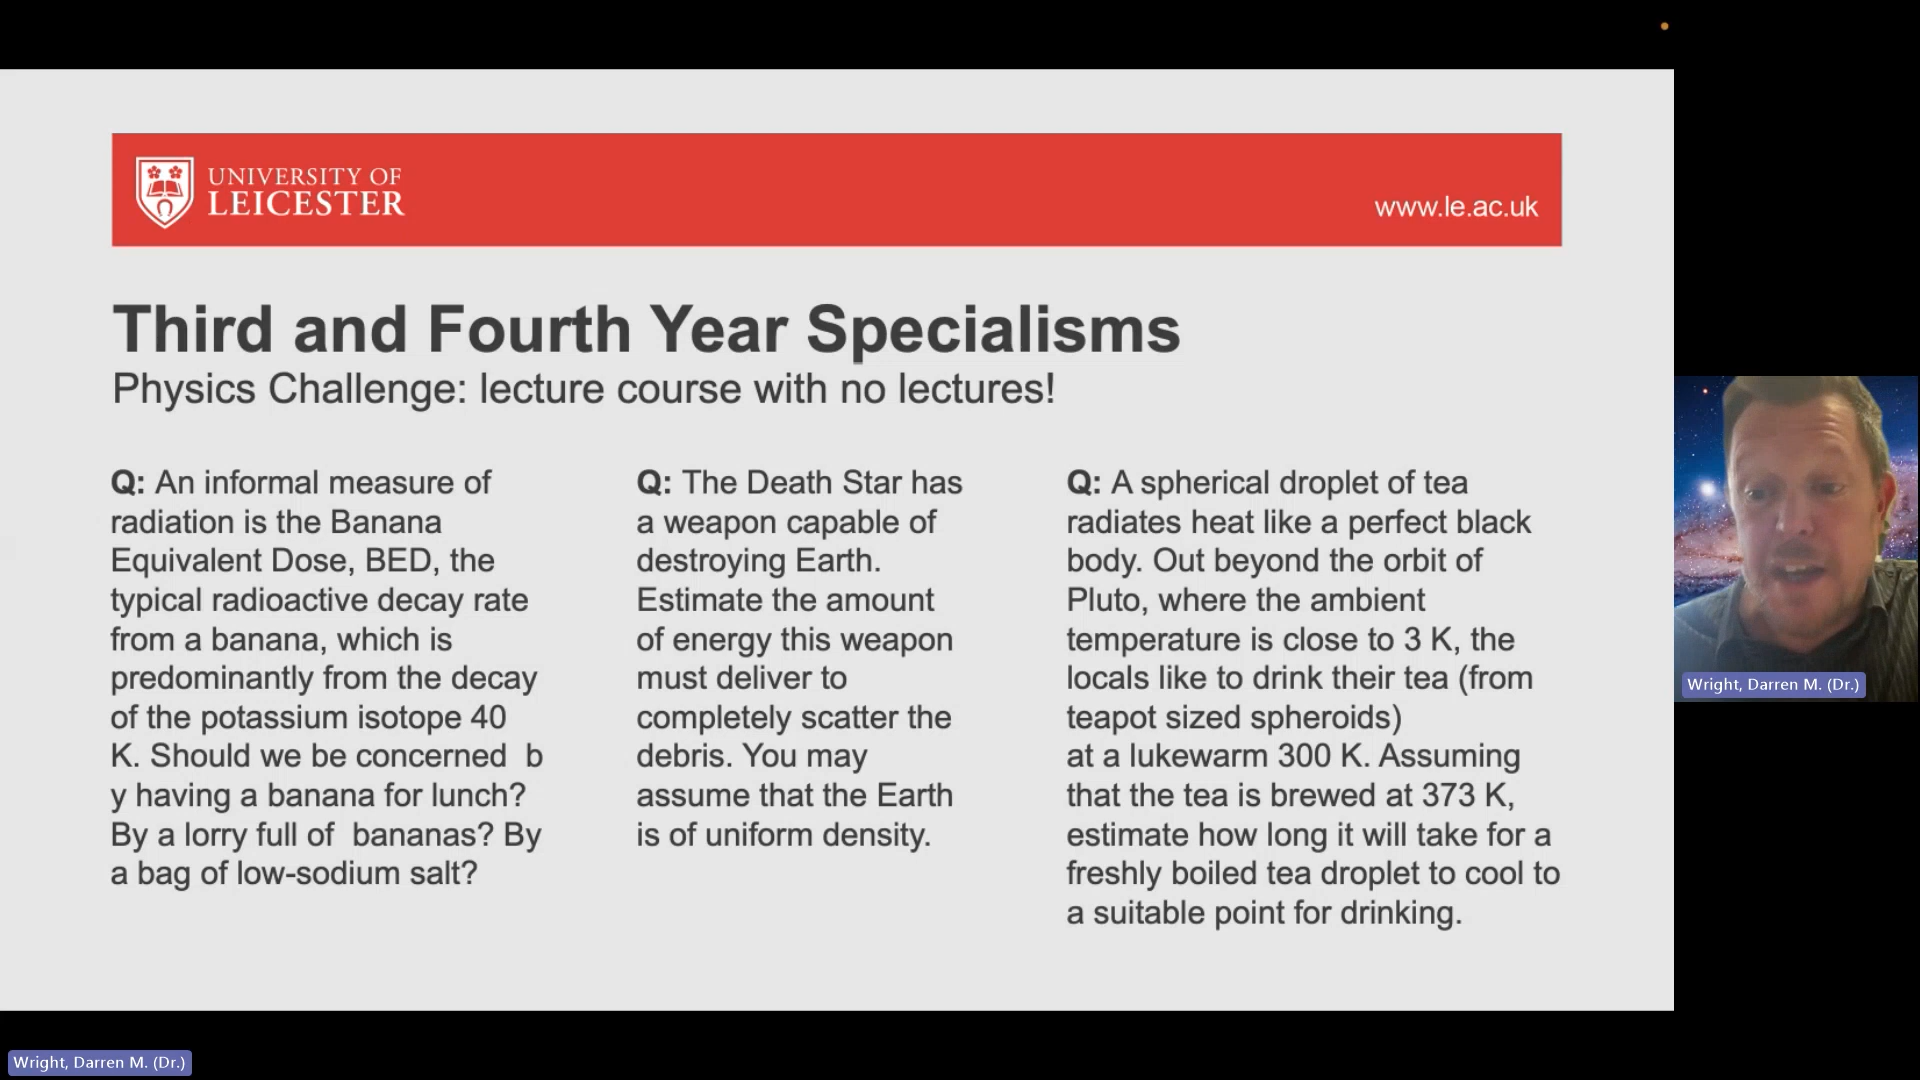 UNIVERSITY OF
LEICESTER
www.le.ac.uk
Third and Fourth Year Specialisms
Physics Challenge: lecture course with no lectures!
Q: An informal measure of
radiation is the Banana
Equivalent Dose, BED, the
typical radioactive decay rate
from a banana, which is
predominantly from the decay
of the potassium isotope 40
K. Should we be concerned  b
y having a banana for lunch?
By a lorry full of  bananas? By
a bag of low-sodium salt?
Q: The Death Star has
a weapon capable of
destroying Earth.
Estimate the amount
of energy this weapon
must deliver to
completely scatter the
debris. You may
assume that the Earth
is of uniform density.
Q: A spherical droplet of tea
radiates heat like a perfect black
body. Out beyond the orbit of
Pluto, where the ambient
temperature is close to 3 K, the
locals like to drink their tea (from
teapot sized spheroids)
at a lukewarm 300 K. Assuming
that the tea is brewed at 373 K,
estimate how long it will take for a
freshly boiled tea droplet to cool to
a suitable point for drinking.
Wright, Darren M. (Dr.)
Wright, Darren M. (Dr.)